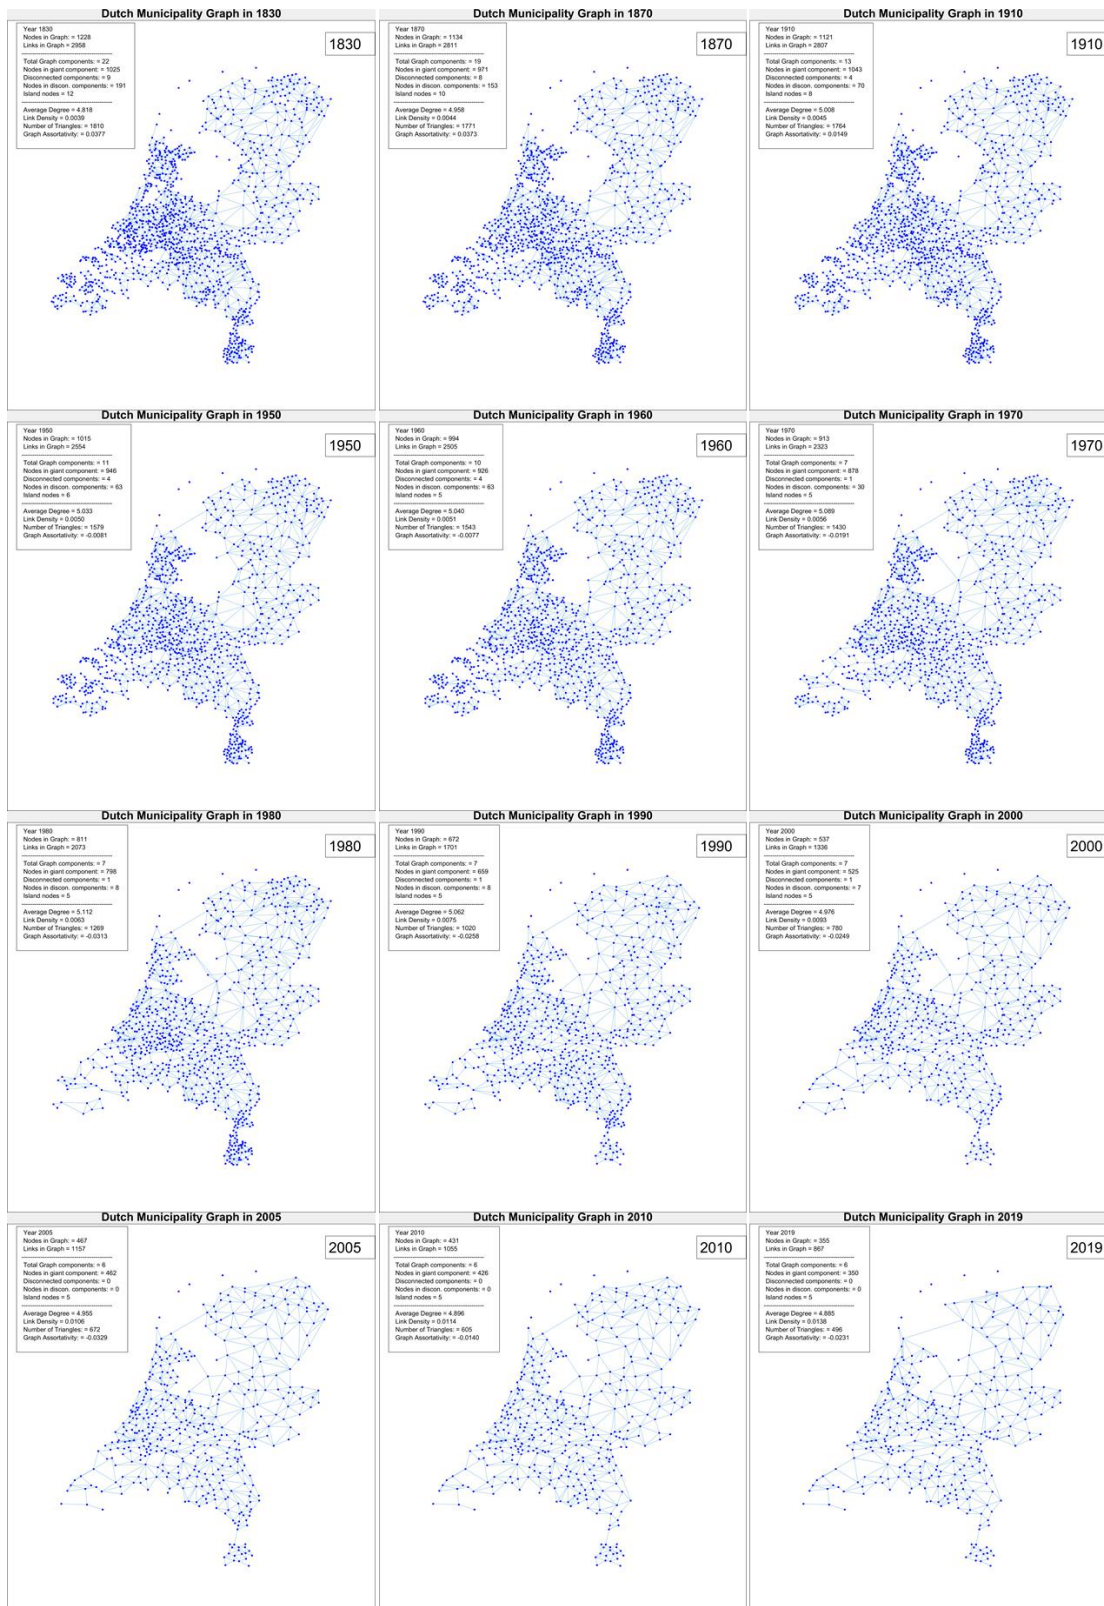 Dutch Municipality Graph in 1830
Year 1830
Nodes in Graph: = 1228
Links in Graph = 2958
Total Graph components: = 22
Nodes in giant component: = 1025
Disconnected components: = 9
Nodes in discon. components: = 191
Island nodes = 12
Average Degree = 4.818
Link Density = 0.0039
Number of Triangles: = 1810
Graph Assortativity: = 0.0377
1830
Dutch Municipality Graph in 1870
Year 1870
Nodes in Graph: = 1134
Links in Graph = 2811
Total Graph components: = 19
Nodes in giant component: = 971
Disconnected components: = 8
Nodes in discon. components: = 153
Island nodes = 10
Average Degree = 4.958
Link Density = 0.0044
Number of Triangles: = 1771
Graph Assortativity: = 0.0373
1870
Dutch Municipality Graph in 1910
Year 1910
Nodes in Graph: = 1121
Links in Graph = 2807
Total Graph components: = 13
Nodes in giant component: = 1043
Disconnected components: = 4
Nodes in discon. components: = 70
Island nodes = 8
Average Degree = 5.008
Link Density = 0.0045
Number of Triangles: = 1764
Graph Assortativity: = 0.0149
1910
Dutch Municipality Graph in 1950
Year 1950
Nodes in Graph: = 1015
Links in Graph = 2554
Total Graph components: = 11
Nodes in giant component: = 946
Disconnected components: = 4
Nodes in discon. components: = 63
Island nodes = 6
Average Degree = 5.033
Link Density = 0.0050
Number of Triangles: = 1579
Graph Assortativity: = -0.0081
1950
Dutch Municipality Graph in 1960
Year 1960
Nodes in Graph: = 994
Links in Graph = 2505
Total Graph components: = 10
Nodes in giant component: = 926
Disconnected components: = 4
Nodes in discon. components: = 63
Island nodes = 5
Average Degree = 5.040
Link Density = 0.0051
Number of Triangles: = 1543
Graph Assortativity: = -0.0077
1960
Dutch Municipality Graph in 1970
Year 1970
Nodes in Graph: = 913
Links in Graph = 2323
Total Graph components: = 7
Nodes in giant component: = 878
Disconnected components: = 1
Nodes in discon. components: = 30
Island nodes = 5
Average Degree = 5.089
Link Density = 0.0056
Number of Triangles: = 1430
Graph Assortativity: = -0.0191
1970
Dutch Municipality Graph in 1980
Year 1980
Nodes in Graph: = 811
Links in Graph = 2073
Total Graph components: = 7
Nodes in giant component: = 798
Disconnected components: = 1
Nodes in discon. components: = 8
Island nodes = 5
Average Degree = 5.112
Link Density = 0.0063
Number of Triangles: = 1269
Graph Assortativity: = -0.0313
1980
Dutch Municipality Graph in 1990
Year 1990
Nodes in Graph: = 672
Links in Graph = 1701
Total Graph components: = 7
Nodes in giant component: = 659
Disconnected components: = 1
Nodes in discon. components: = 8
Island nodes = 5
Average Degree = 5.062
Link Density = 0.0075
Number of Triangles: = 1020
Graph Assortativity: = -0.0258
1990
Dutch Municipality Graph in 2000
Year 2000
Nodes in Graph: = 537
Links in Graph = 1336
Total Graph components: = 7
Nodes in giant component: = 525
Disconnected components: = 1
Nodes in discon. components: = 7
Island nodes = 5
Average Degree = 4.976
Link Density = 0.0093
Number of Triangles: = 780
Graph Assortativity: = -0.0249
2000
Dutch Municipality Graph in 2005
Year 2005
Nodes in Graph: = 467
Links in Graph = 1157
Total Graph components: = 6
Nodes in giant component: = 462
Disconnected components: = 0
Nodes in discon. components: = 0
Island nodes = 5
Average Degree = 4.955
Link Density = 0.0106
Number of Triangles: = 672
Graph Assortativity: = -0.0329
2005
Dutch Municipality Graph in 2010
Year 2010
Nodes in Graph: = 431
Links in Graph = 1055
Total Graph components: = 6
Nodes in giant component: = 426
Disconnected components: = 0
Nodes in discon. components: = 0
Island nodes = 5
Average Degree = 4.896
Link Density = 0.0114
Number of Triangles: = 605
Graph Assortativity: = -0.0140
2010
Dutch Municipality Graph in 2019
Year 2019
Nodes in Graph: = 355
Links in Graph = 867
Total Graph components: = 6
Nodes in giant component: = 350
Disconnected components: = 0
Nodes in discon. components: = 0
Island nodes = 5
Average Degree = 4.885
Link Density = 0.0138
Number of Triangles: = 496
Graph Assortativity: = -0.0231
2019